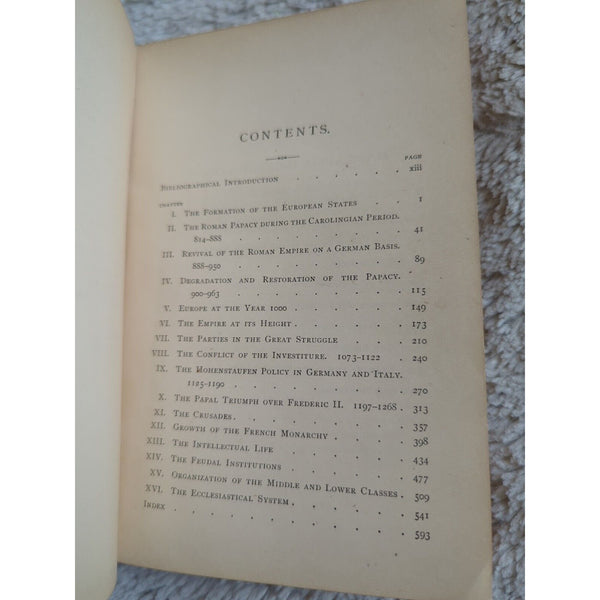 CONTENTS.
PAGE
BIBLIOGRAPHICAL INTRODUCTION . . . . . xiii
CHAPTER
I. THE FORMATION OF THE EUROPEAN STATES . . 1
II. THE ROMAN PAPACY DURING THE CAROLINGIAN PERIOD.
814–888 . . . . . . . . 41
III. REVIVAL OF THE ROMAN EMPIRE ON A GERMAN BASIS.
888–950 . . . . . . . . 89
IV. DEGRADATION AND RESTORATION OF THE PAPACY.
900–963 . . . . . . . . 115
V. EUROPE AT THE YEAR 1000 . . . . . 149
VI. THE EMPIRE AT ITS HEIGHT . . . . . 173
VII. THE PARTIES IN THE GREAT STRUGGLE . . . 210
VIII. THE CONFLICT OF THE INVESTITURE. 1073–1122 . 240
IX. THE HOHENSTAUFEN POLICY IN GERMANY AND ITALY.
1125–1190 . . . . . . . 270
X. THE PAPAL TRIUMPH OVER FREDERIC II. 1197–1268 . 313
XI. THE CRUSADES . . . . . . . 357
XII. GROWTH OF THE FRENCH MONARCHY . . . . 398
XIII. THE INTELLECTUAL LIFE . . . . . 434
XIV. THE FEUDAL INSTITUTIONS . . . . . 477
XV. ORGANIZATION OF THE MIDDLE AND LOWER CLASSES . 509
XVI. THE ECCLESIASTICAL SYSTEM . . . . . 541
INDEX . . . . . . . . . 593